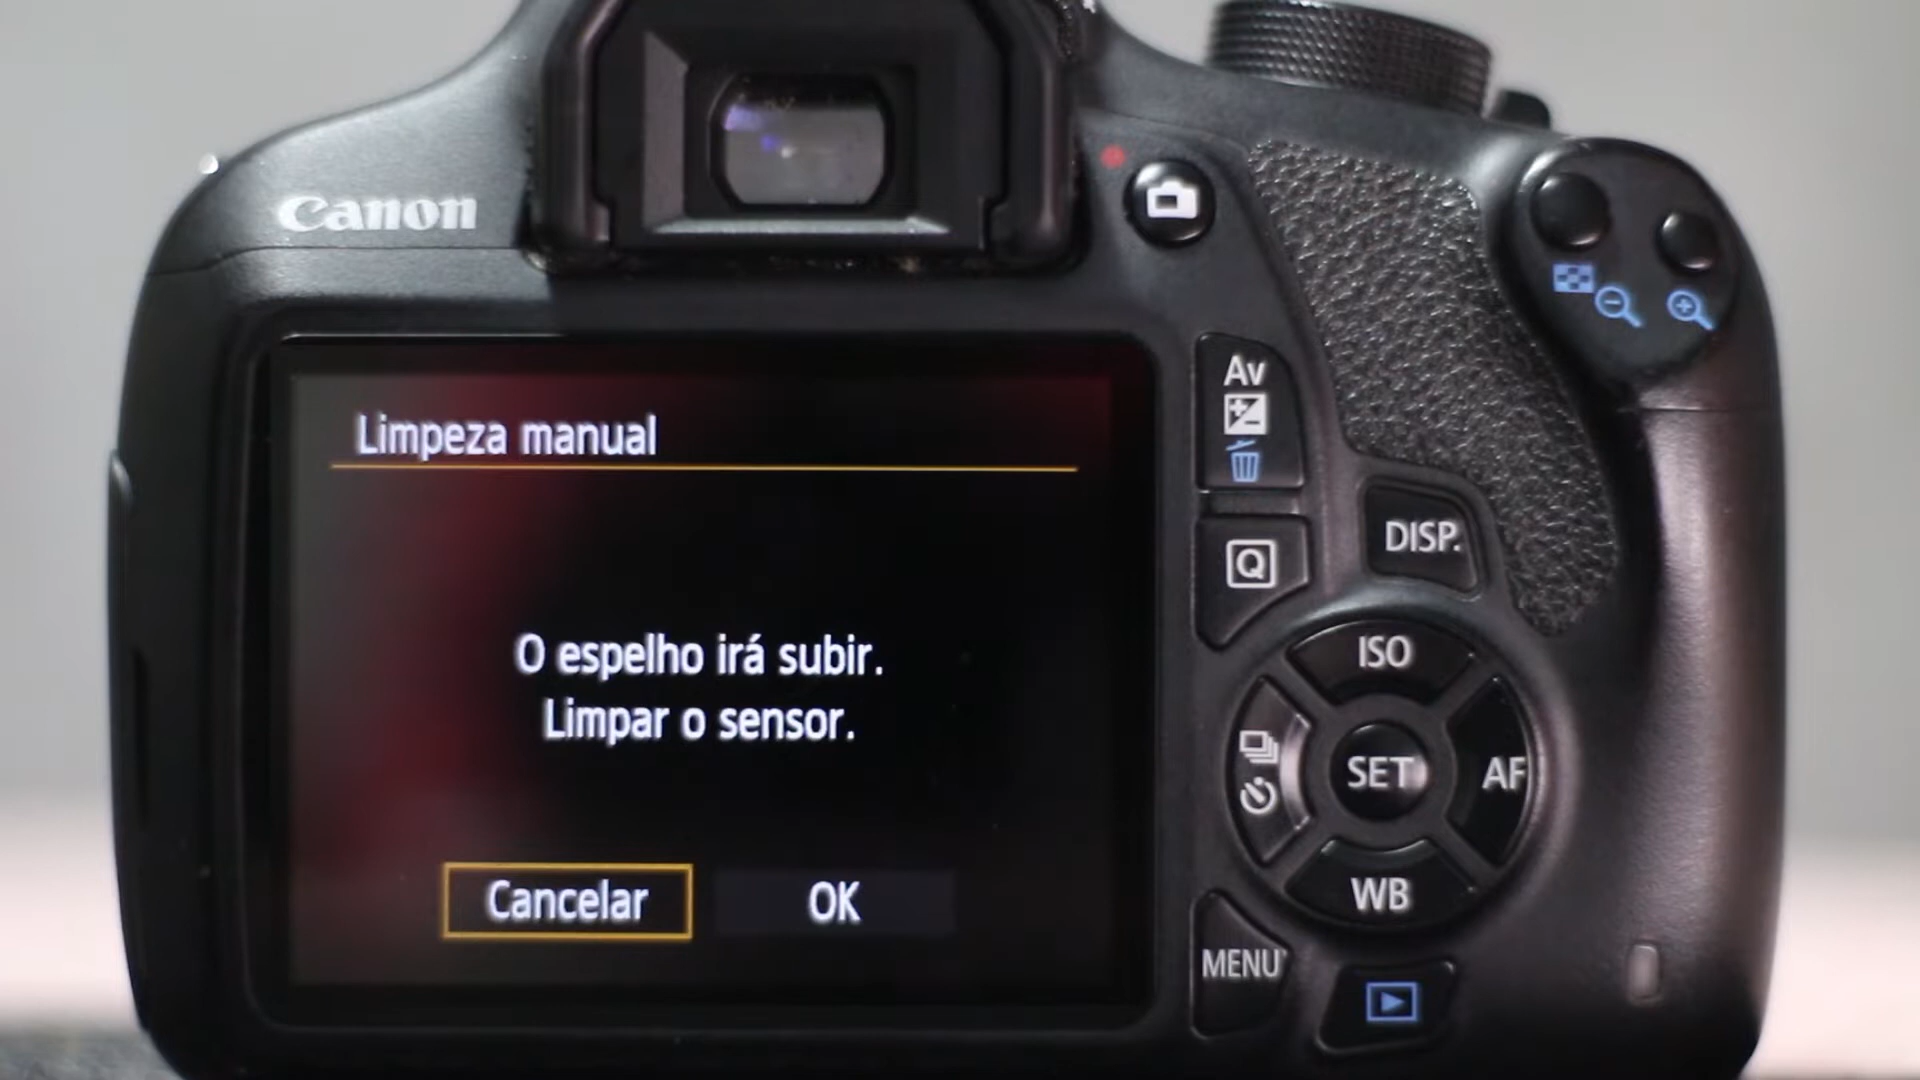 Canon
Limpeza manual
O espelho irá subir.
Limpar o sensor.
Cancelar
OK
Av
Q
DISP.
ISO
SET
AF
WB
MENU